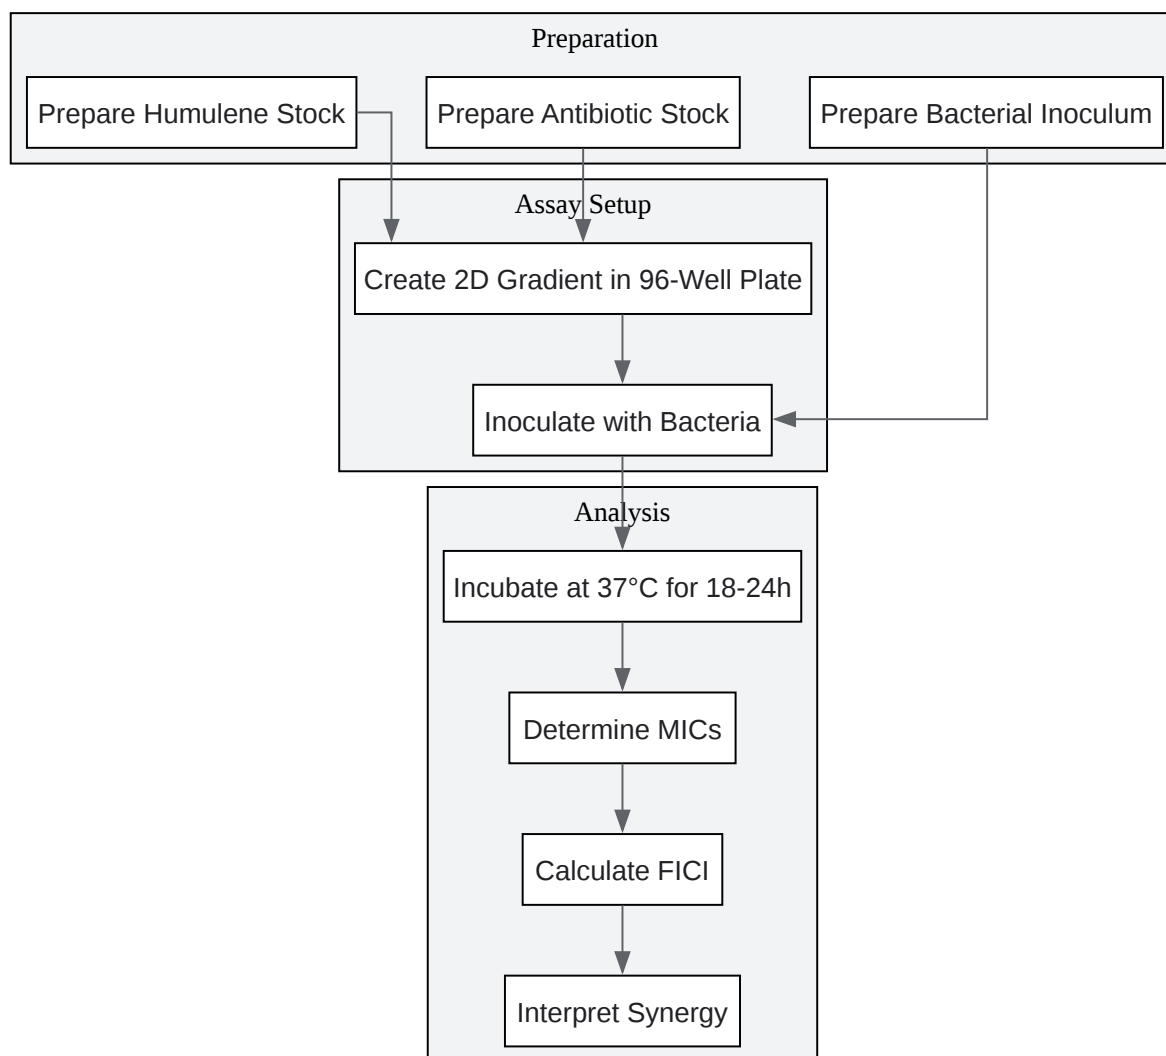 Preparation
Prepare Humulene Stock
Prepare Antibiotic Stock
Prepare Bacterial Inoculum
Assay Setup
Create 2D Gradient in 96-Well Plate
Inoculate with Bacteria
Analysis
Incubate at 37°C for 18-24h
Determine MICs
Calculate FICI
Interpret Synergy